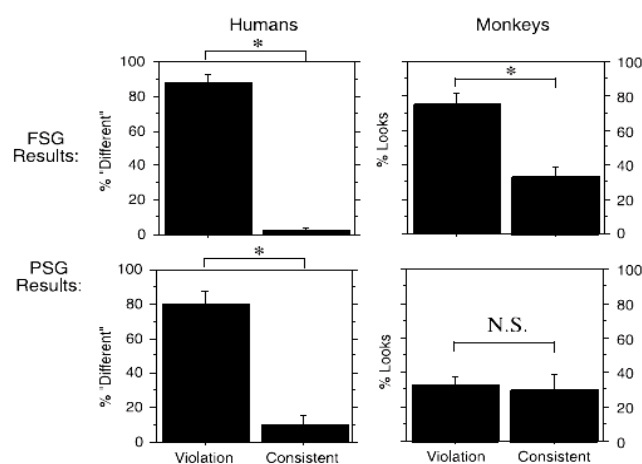 Humans
Monkeys
*
*
FSG
Results:
% "Different"
100
80
60
40
20
0
% Looks
100
80
60
40
20
0
PSG
Results:
*
N.S.
% "Different"
100
80
60
40
20
0
% Looks
100
80
60
40
20
0
Violation Consistent
Violation Consistent